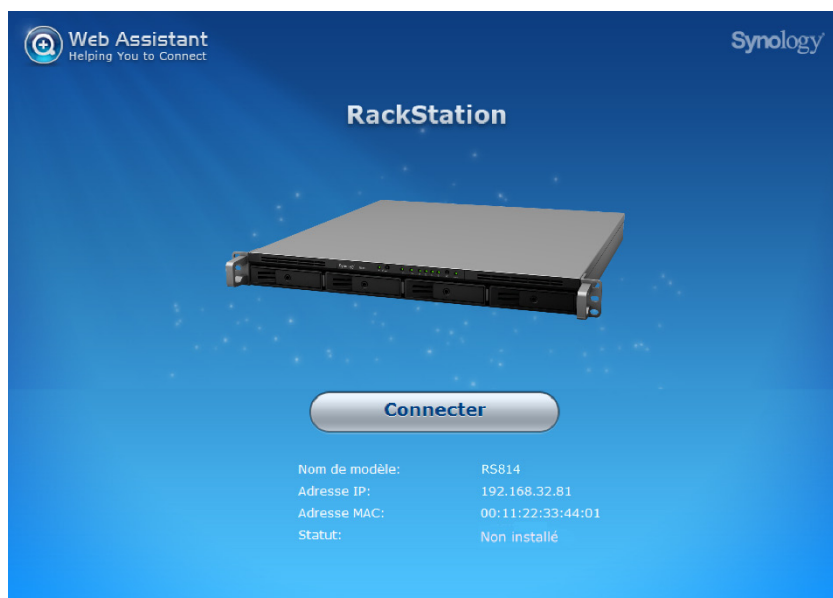 Web Assistant
Helping You to Connect
Synology
RackStation
Connecter
Nom de modèle: RS814
Adresse IP: 192.168.32.81
Adresse MAC: 00:11:22:33:44:01
Statut: Non installé